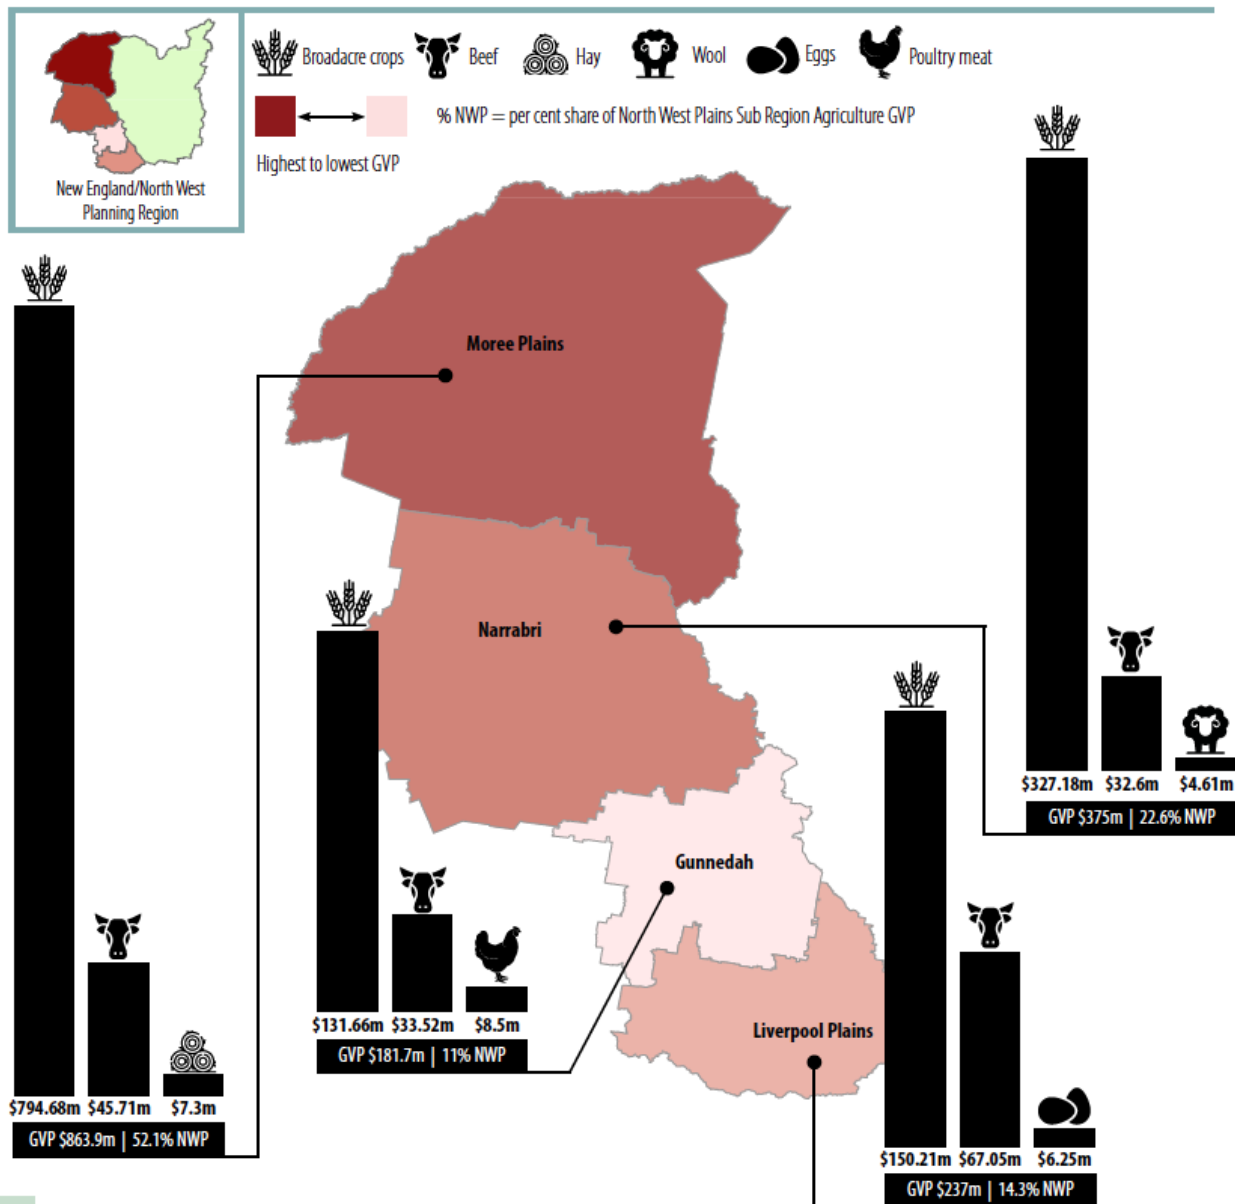 New England/North West
Planning Region
Broadacre crops
Beef
Hay
Wool
Eggs
Poultry meat
% NWP = per cent share of North West Plains Sub Region Agriculture GVP
Highest to lowest GVP
Moree Plains
Narrabri
Gunnedah
Liverpool Plains
$794.68m $45.71m $7.3m
GVP $863.9m | 52.1% NWP
$131.66m $33.52m $8.5m
GVP $181.7m | 11% NWP
$327.18m $32.6m $4.61m
GVP $375m | 22.6% NWP
$150.21m $67.05m $6.25m
GVP $237m | 14.3% NWP